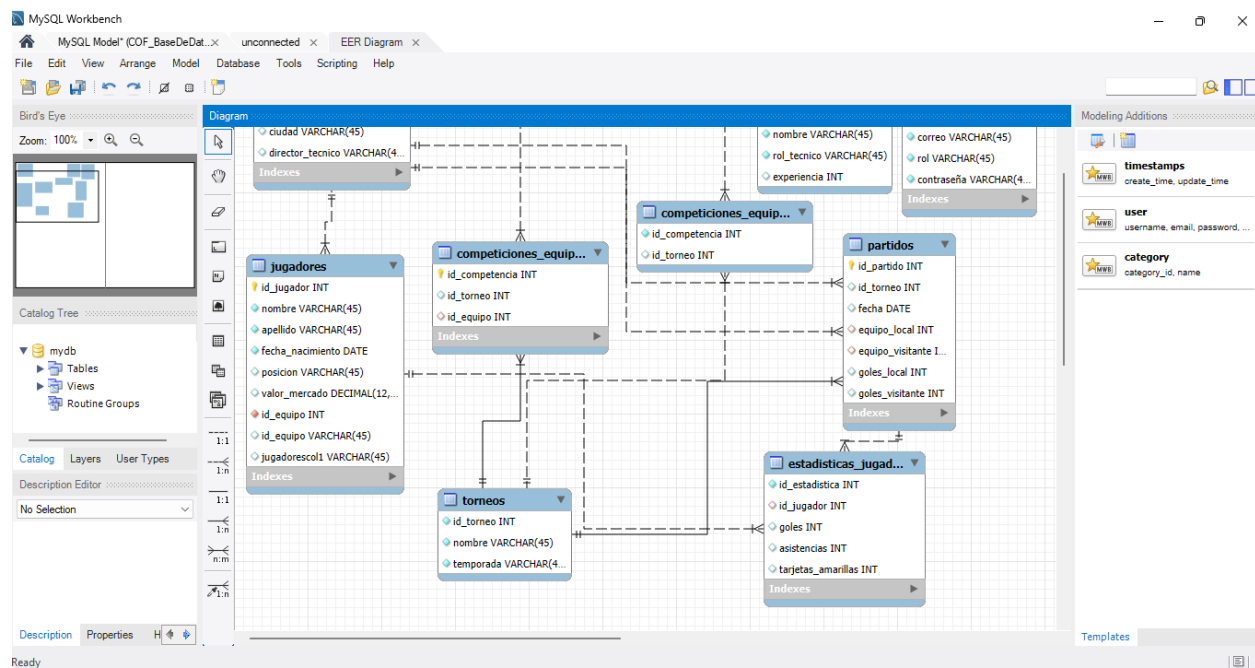 MySQL Workbench
MySQL Model* (COF_BaseDeDat... × unconnected × EER Diagram ×
File Edit View Arrange Model Database Tools Scripting Help
Bird's Eye
Zoom: 100%
Catalog Tree
mydb
Tables
Views
Routine Groups
Catalog Layers User Types
Description Editor
No Selection
Description Properties H
Ready
1:1
1:n
1:1
1:n
n:m
1:n
Diagram
ciudad VARCHAR(45)
director_tecnico VARCHAR(4...
Indexes
nombre VARCHAR(45)
rol_tecnico VARCHAR(45)
experiencia INT
correo VARCHAR(45)
rol VARCHAR(45)
contraseña VARCHAR(4...
Indexes
competiciones_equip...
id_competencia INT
id_torneo INT
jugadores
id_jugador INT
nombre VARCHAR(45)
apellido VARCHAR(45)
fecha_nacimiento DATE
posicion VARCHAR(45)
valor_mercado DECIMAL(12,...
id_equipo INT
id_equipo VARCHAR(45)
jugadorescol1 VARCHAR(45)
Indexes
competiciones_equip...
id_competencia INT
id_torneo INT
id_equipo INT
Indexes
partidos
id_partido INT
id_torneo INT
fecha DATE
equipo_local INT
equipo_visitante I...
goles_local INT
goles_visitante INT
Indexes
torneos
id_torneo INT
nombre VARCHAR(45)
temporada VARCHAR(4...
estadisticas_jugad...
id_estadistica INT
id_jugador INT
goles INT
asistencias INT
tarjetas_amarillas INT
Indexes
Modeling Additions
timestamps
create_time, update_time
user
username, email, password, ...
category
category_id, name
MWB
MWB
MWB
Templates